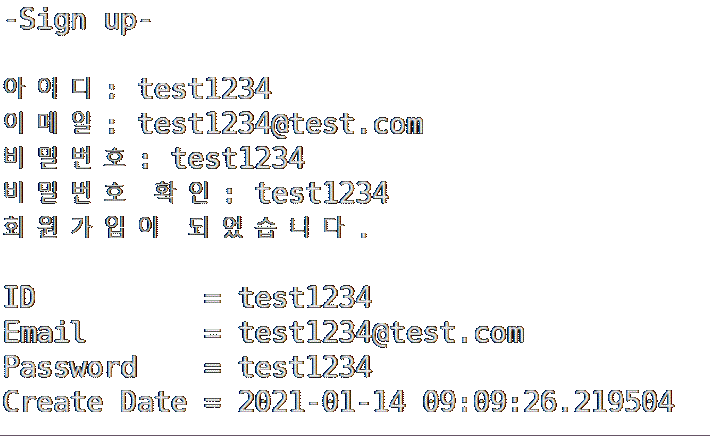 -Sign up-
아이디: test1234
이메일: test1234@test.com
비밀번호: test1234
비밀번호 확인: test1234
회원가입이 되었습니다.
ID = test1234
Email = test1234@test.com
Password = test1234
Create Date = 2021-01-14 09:09:26.219504